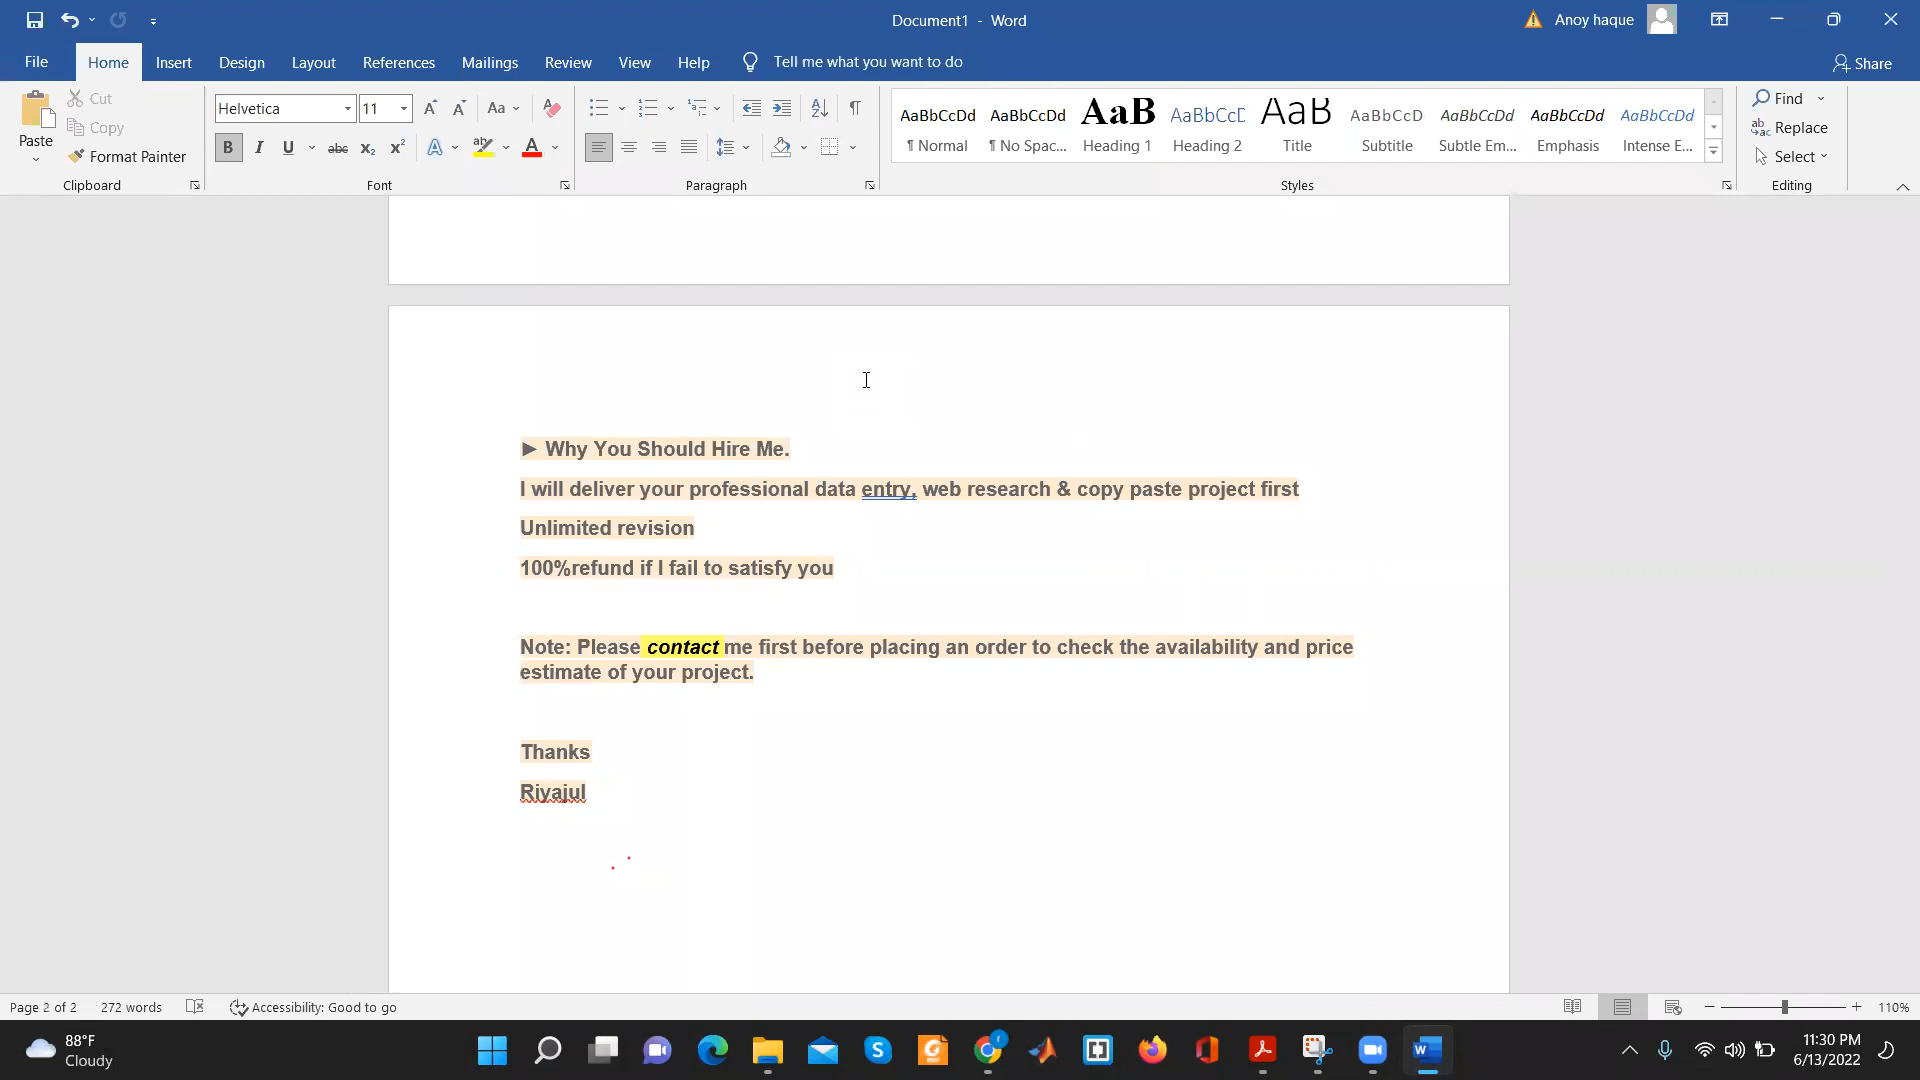 Document1 - Word
Anoy haque
File Home Insert Design Layout References Mailings Review View Help Tell me what you want to do
Share
Paste
Cut
Copy
Format Painter
Clipboard
Helvetica 11
Font
Paragraph
AaBbCcDd AaBbCcDd AaB AaBbCcD AaB AaBbCcD AaBbCcDd AaBbCcDd AaBbCcDd
¶ Normal ¶ No Spac... Heading 1 Heading 2 Title Subtitle Subtle Em... Emphasis Intense E...
Styles
Find
Replace
Select
Editing
► Why You Should Hire Me.
I will deliver your professional data entry, web research & copy paste project first
Unlimited revision
100%refund if I fail to satisfy you
Note: Please contact me first before placing an order to check the availability and price
estimate of your project.
Thanks
Riyajul
Page 2 of 2 272 words Accessibility: Good to go 110%
88°F
Cloudy
11:30 PM
6/13/2022